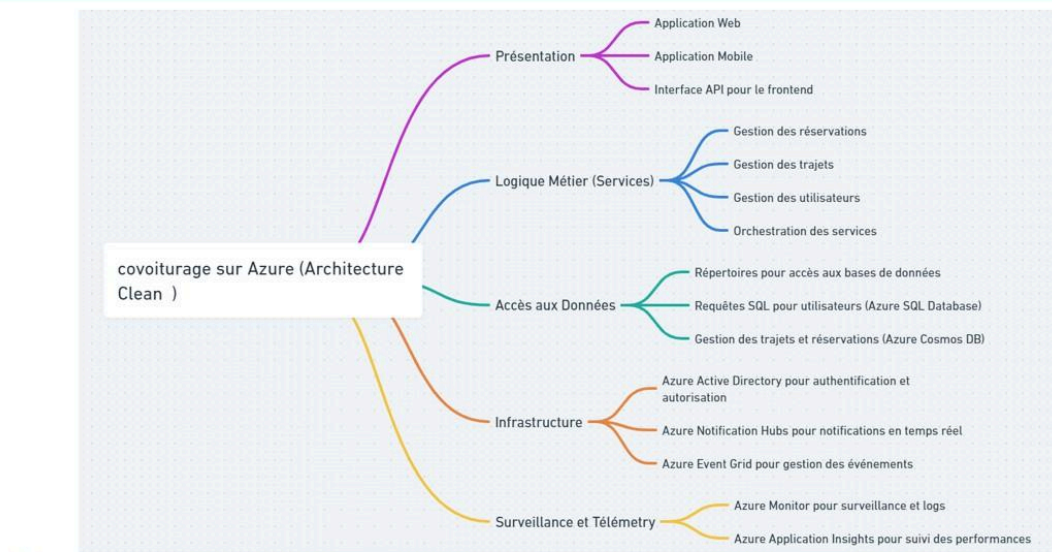 Application Web
Présentation
Application Mobile
Interface API pour le frontend
Gestion des réservations
Gestion des trajets
Logique Métier (Services)
Gestion des utilisateurs
Orchestration des services
covoiturage sur Azure (Architecture
Clean )
Répertoires pour accès aux bases de données
Accès aux Données
Requêtes SQL pour utilisateurs (Azure SQL Database)
Gestion des trajets et réservations (Azure Cosmos DB)
Azure Active Directory pour authentification et
autorisation
Infrastructure
Azure Notification Hubs pour notifications en temps réel
Azure Event Grid pour gestion des événements
Azure Monitor pour surveillance et logs
Surveillance et Télémetry
Azure Application Insights pour suivi des performances